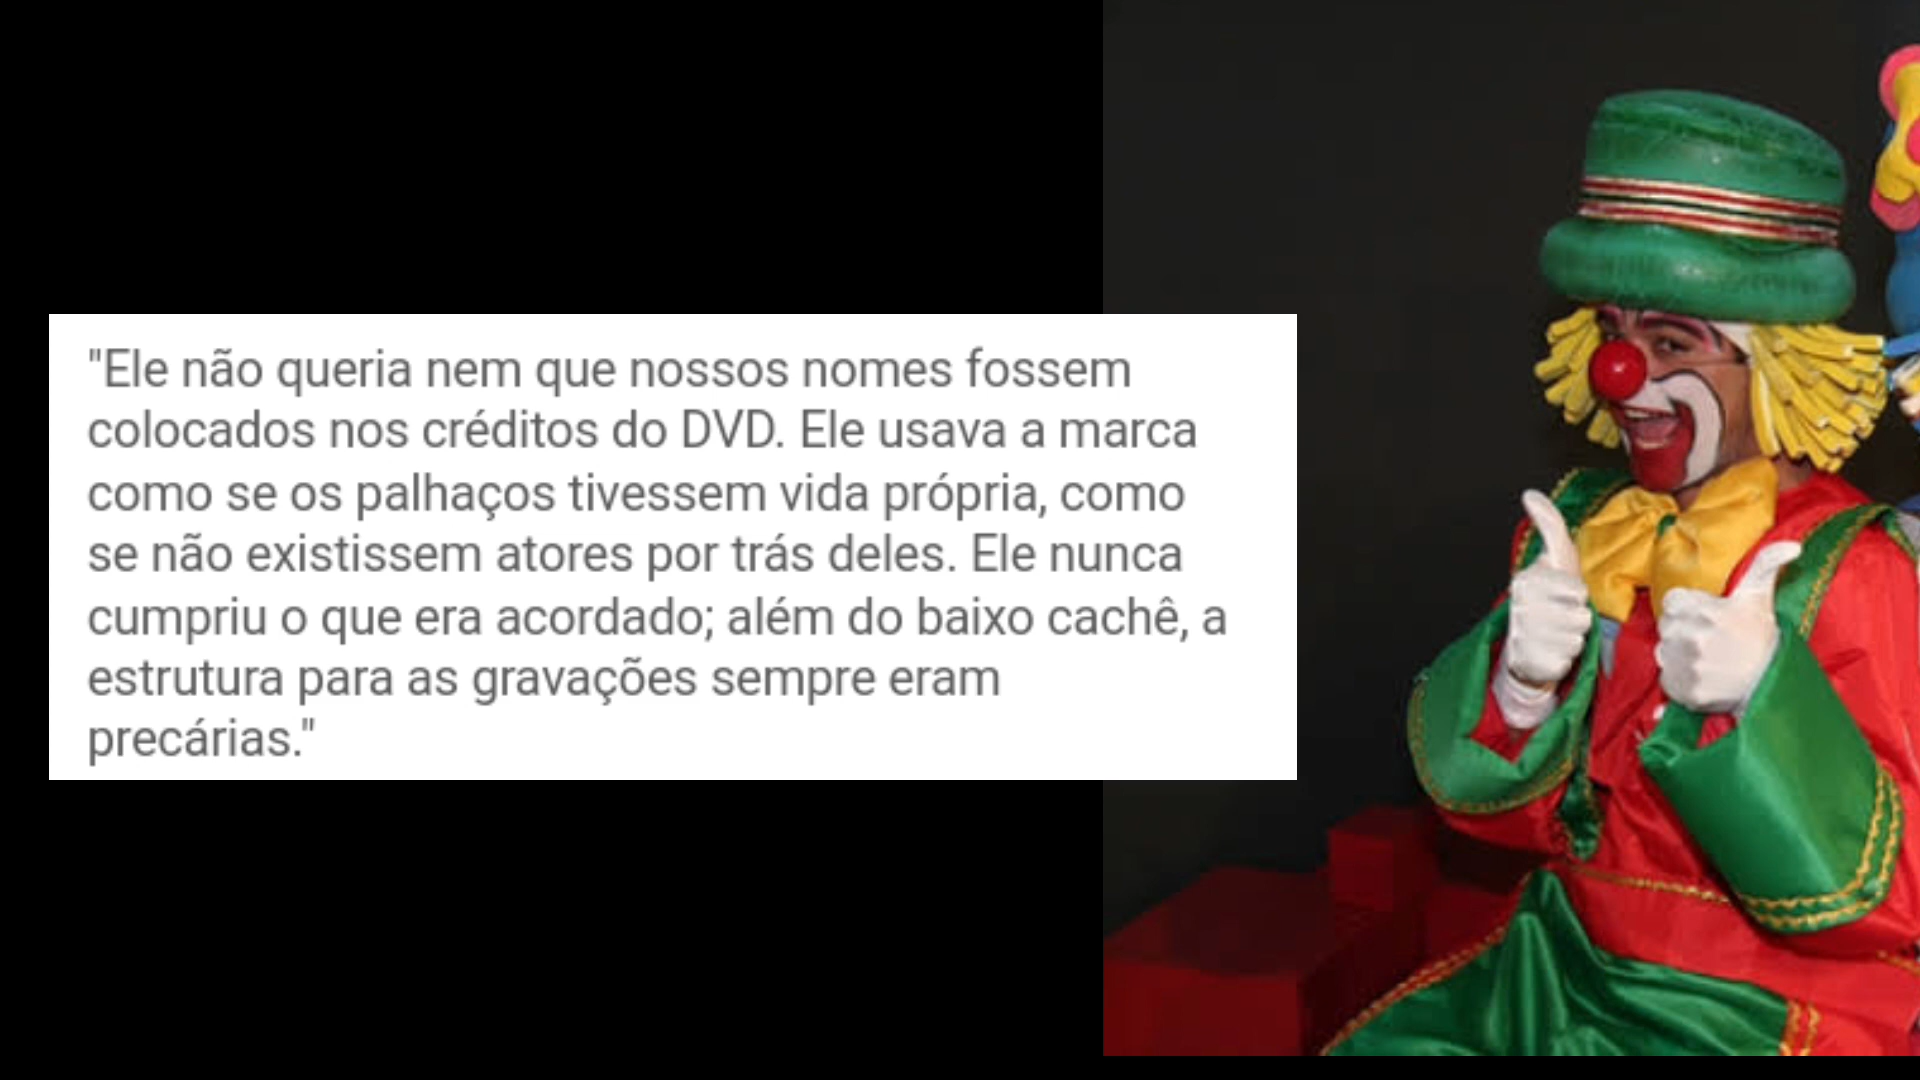 "Ele não queria nem que nossos nomes fossem
colocados nos créditos do DVD. Ele usava a marca
como se os palhaços tivessem vida própria, como
se não existissem atores por trás deles. Ele nunca
cumpriu o que era acordado; além do baixo cachê, a
estrutura para as gravações sempre eram
precárias."